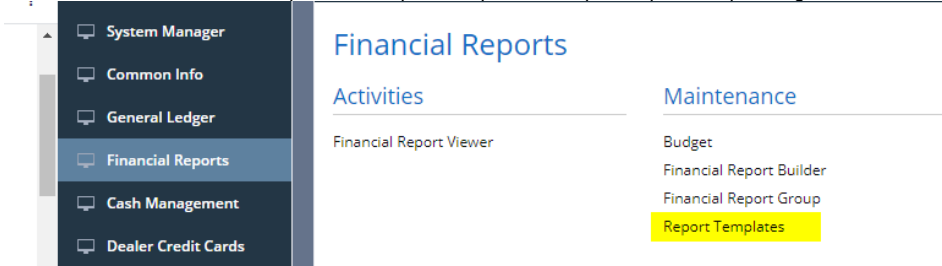 System Manager
Common Info
General Ledger
Financial Reports
Cash Management
Dealer Credit Cards
Financial Reports
Activities
Financial Report Viewer
Maintenance
Budget
Financial Report Builder
Financial Report Group
Report Templates